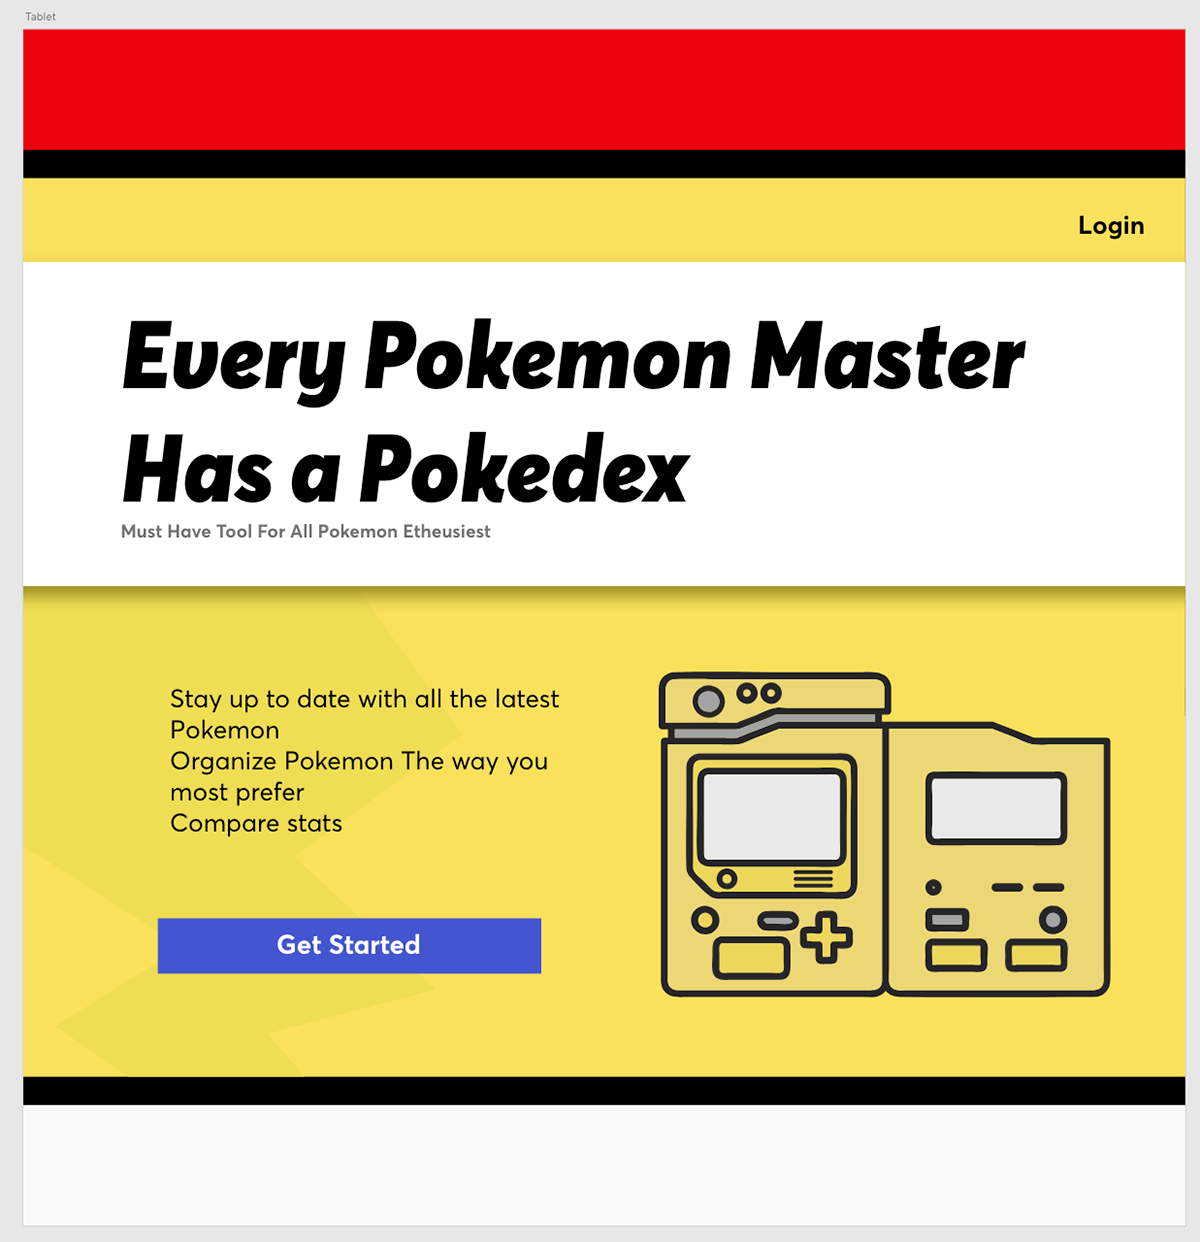 Tablet
Login
Every Pokemon Master
Has a Pokedex
Must Have Tool For All Pokemon Etheusiest
Stay up to date with all the latest
Pokemon
Organize Pokemon The way you
most prefer
Compare stats
Get Started